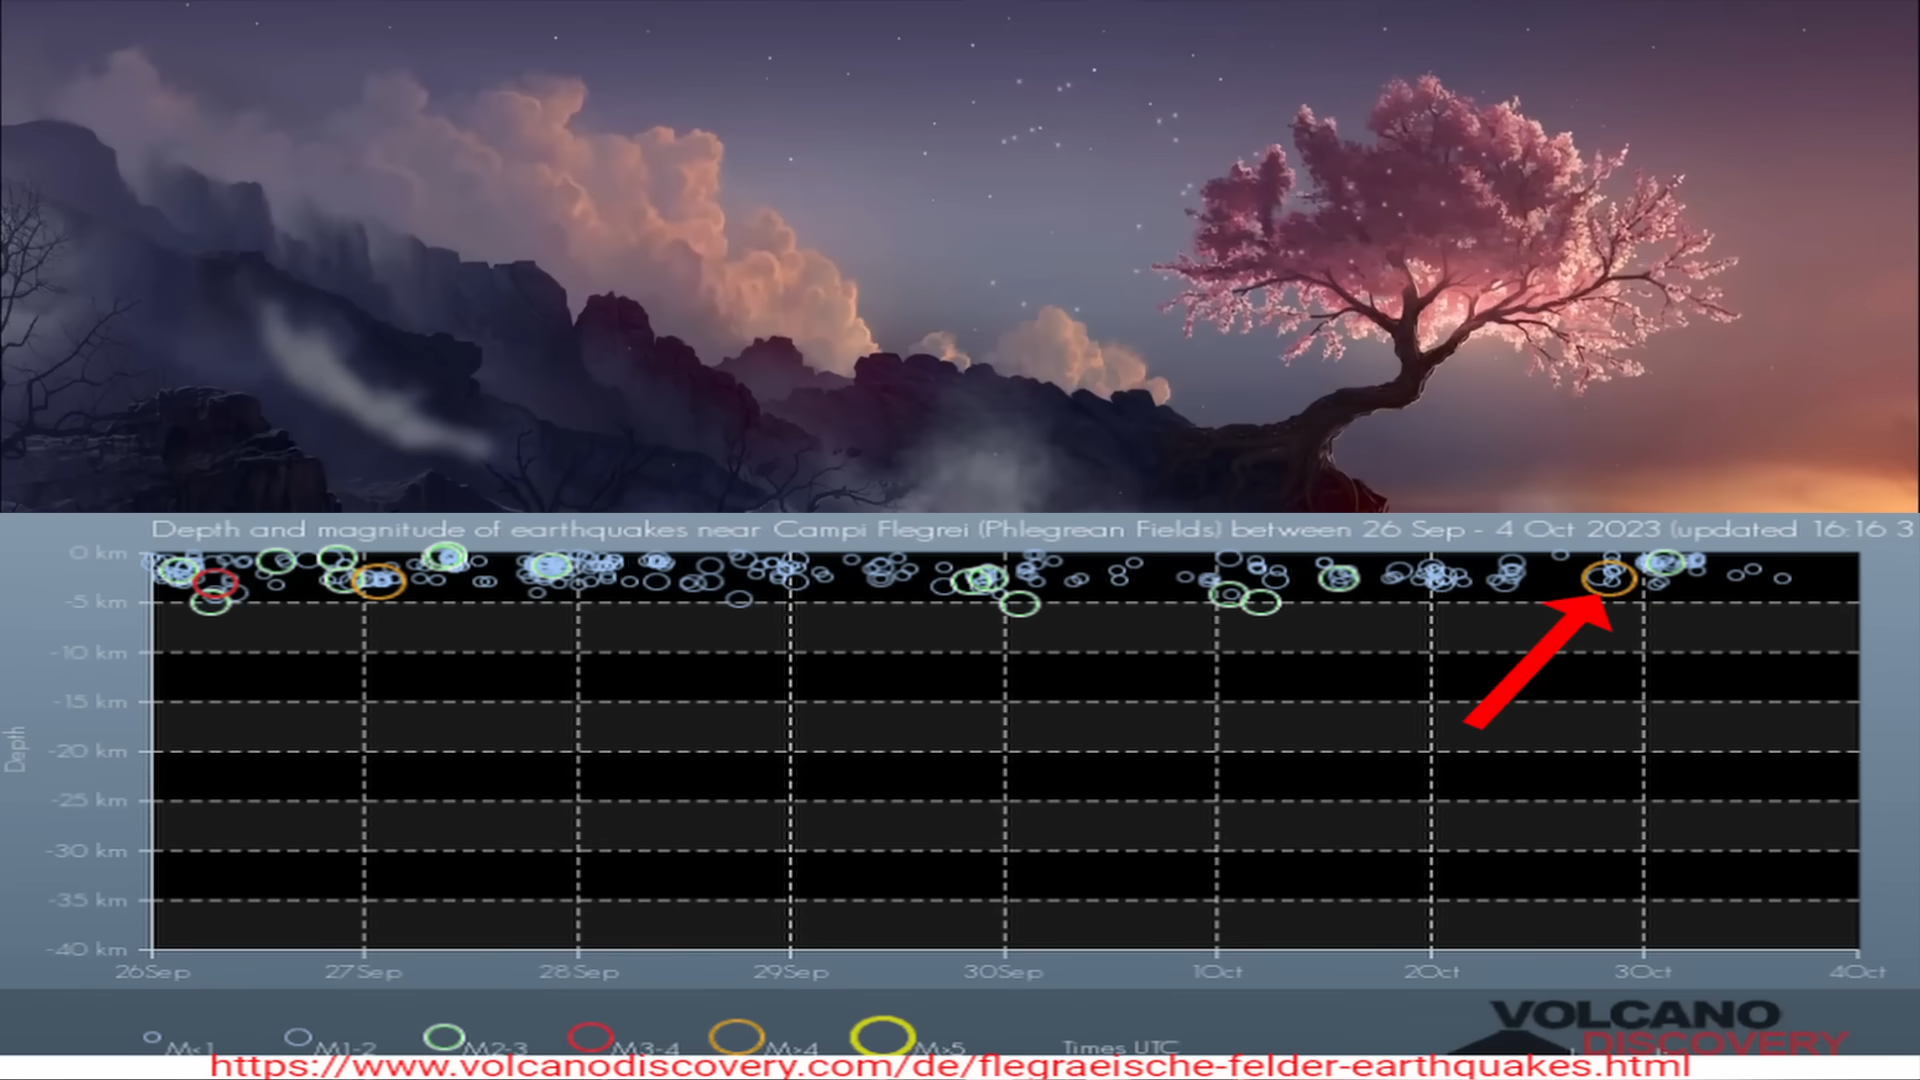 Depth and magnitude of earthquakes near Campi Flegrei (Phlegrean Fields) between 26 Sep - 4 Oct 2023 (updated 16:16 3
0 km
-5 km
-10 km
-15 km
-20 km
-25 km
-30 km
-35 km
-40 km
Depth
26Sep 27Sep 28Sep 29Sep 30Sep 1Oct 2Oct 3Oct 4Oct
M<1 M1-2 M2-3 M3-4 M>4 M>5 Times UTC
VOLCANO
DISCOVERY
https://www.volcanodiscovery.com/de/flegraeische-felder-earthquakes.html